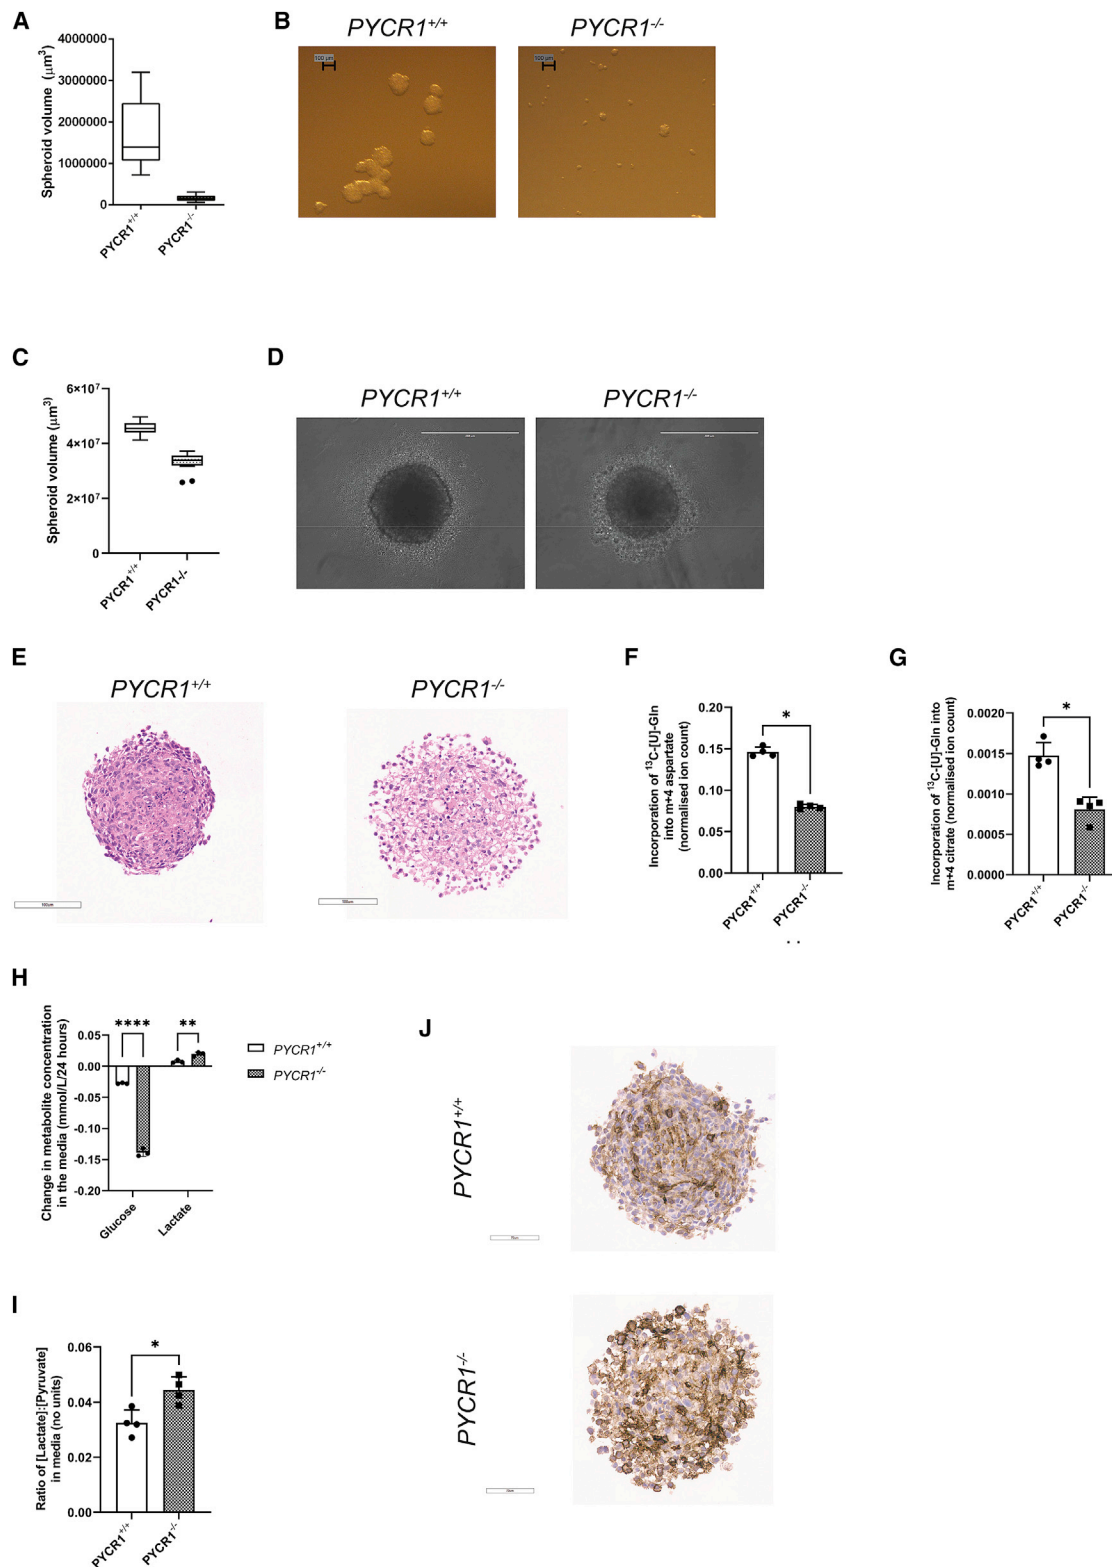 A
Spheroid volume (μm³)
4000000
3000000
2000000
1000000
0
PYCR1⁺/⁺
PYCR1⁻/⁻
B
PYCR1⁺/⁺
PYCR1⁻/⁻
100 μm
100 μm
C
Spheroid volume (μm³)
6×10⁷
4×10⁷
2×10⁷
0
PYCR1⁺/⁺
PYCR1-/-
D
PYCR1⁺/⁺
PYCR1⁻/⁻
E
PYCR1⁺/⁺
PYCR1⁻/⁻
100μm
100μm
F
Incorporation of ¹³C-[U]-Gln
into m+4 aspartate
(normalised ion count)
0.20
0.15
0.10
0.05
0.00
*
PYCR1⁺/⁺
PYCR1⁻/⁻
G
Incorporation of ¹³C-[U]-Gln into
m+4 citrate (normalised ion count)
0.0020
0.0015
0.0010
0.0005
0.0000
*
PYCR1⁺/⁺
PYCR1⁻/⁻
H
Change in metabolite concentration
in the media (mmol/L/24 hours)
0.05
0.00
-0.05
-0.10
-0.15
-0.20
****
**
Glucose
Lactate
PYCR1⁺/⁺
PYCR1⁻/⁻
I
Ratio of [Lactate]:[Pyruvate]
in media (no units)
0.06
0.04
0.02
0.00
*
PYCR1⁺/⁺
PYCR1⁻/⁻
J
PYCR1⁺/⁺
PYCR1⁻/⁻